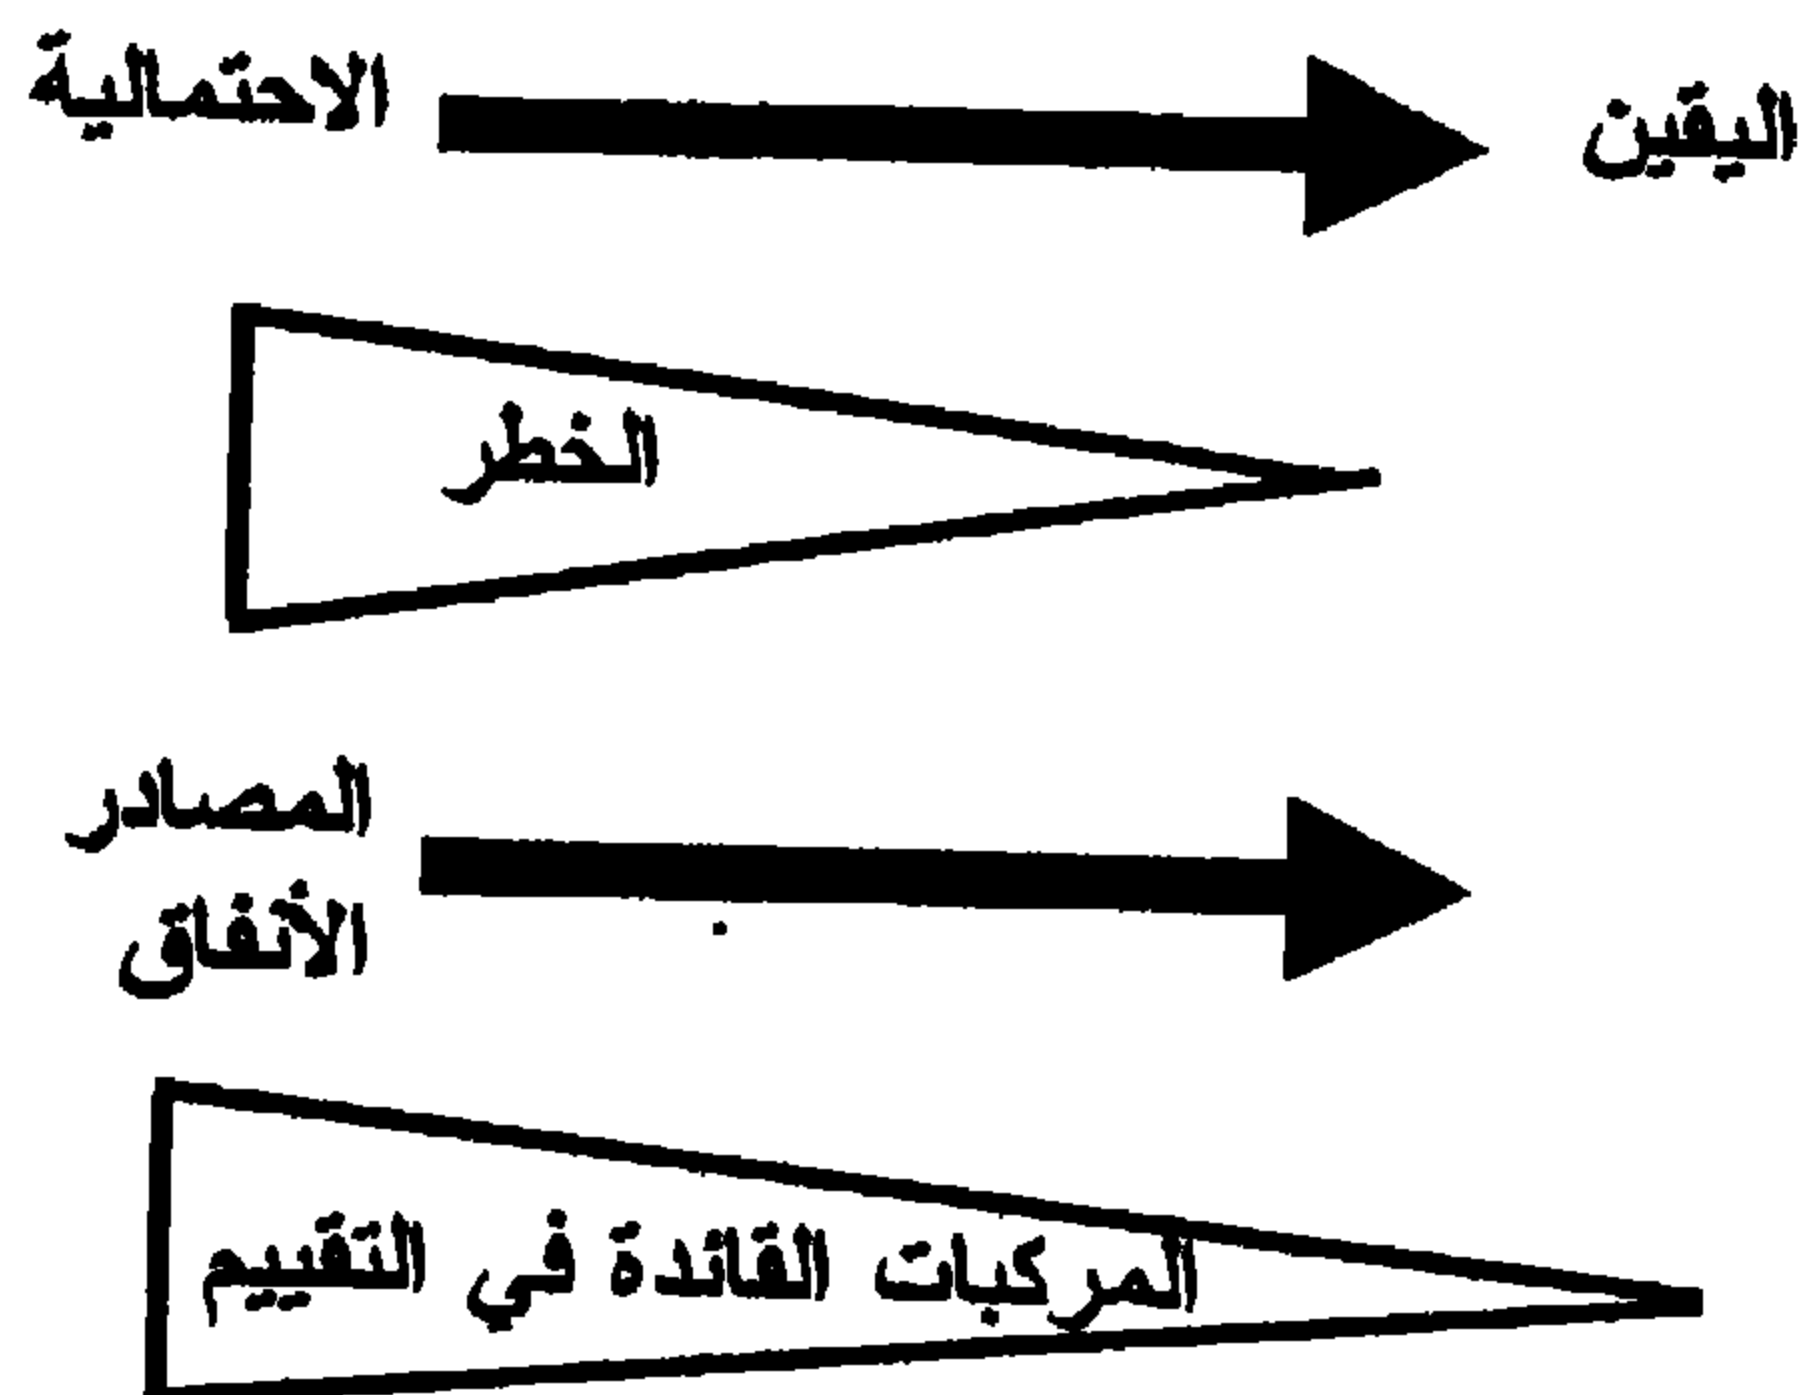 اليقين
الاحتمالية
الخطر
المصادر
الأنفاق
المركبات القائدة في التقييم